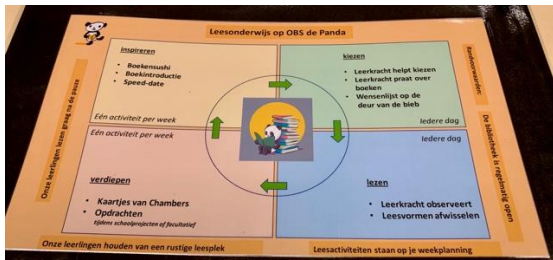 Leesonderwijs op OBS de Panda
inspireren
• Boekensushi
• Boekintroductie
• Speed-date
Eén activiteit per week
kiezen
• Leerkracht helpt kiezen
• Leerkracht praat over
boeken
• Wensenlijst op de
deur van de bieb
Iedere dag
Eén activiteit per week
verdiepen
• Kaartjes van Chambers
• Opdrachten
tijdens schoolprojecten of facultatief
Iedere dag
lezen
• Leerkracht observeert
• Leesvormen afwisselen
Onze leerlingen lezen graag na de pauze
Randvoorwaarden:
De bibliotheek is regelmatig open
Onze leerlingen houden van een rustige leesplek
Leesactiviteiten staan op je weekplanning